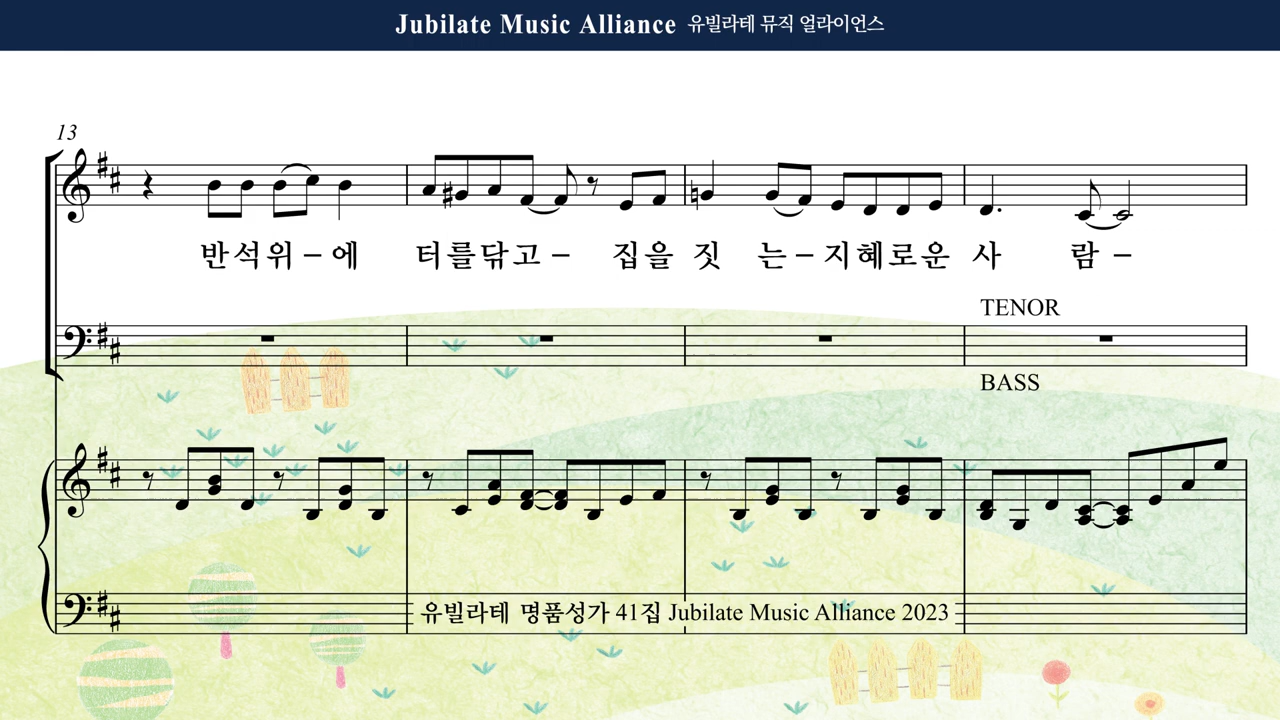 Jubilate Music Alliance 유빌라테 뮤직 얼라이언스
13
반석위-에 터를닦고- 집을 짓 는-지혜로운 사 람-
TENOR
BASS
유빌라테 명품성가 41집 Jubilate Music Alliance 2023